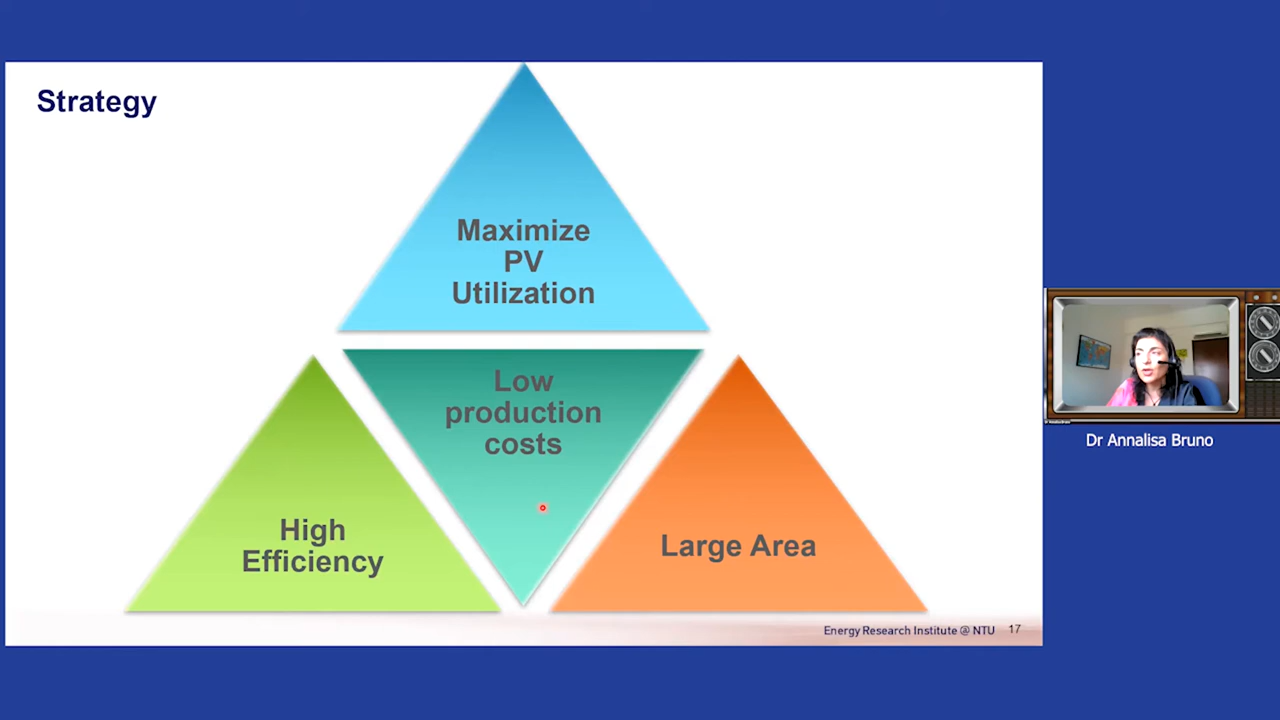 Strategy
Maximize
PV
Utilization
Low
production
costs
High
Efficiency
Large Area
Energy Research Institute @ NTU 17
Dr Annalisa Bruno